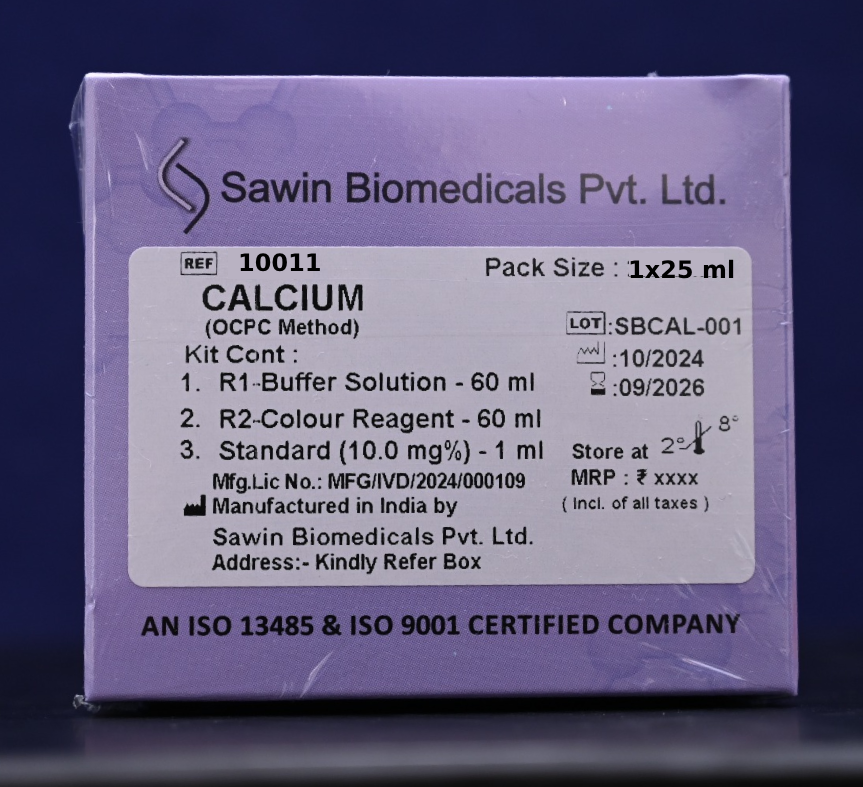 Sawin Biomedicals Pvt. Ltd.
REF 10011
Pack Size : 1x25 ml
CALCIUM
(OCPC Method)
LOT :SBCAL-001
Kit Cont :
:10/2024
1. R1-Buffer Solution - 60 ml
:09/2026
2. R2-Colour Reagent - 60 ml
3. Standard (10.0 mg%) - 1 ml
Store at 2° 8°
Mfg.Lic No.: MFG/IVD/2024/000109
MRP : ₹ xxxx
Manufactured in India by
( Incl. of all taxes )
Sawin Biomedicals Pvt. Ltd.
Address:- Kindly Refer Box
AN ISO 13485 & ISO 9001 CERTIFIED COMPANY